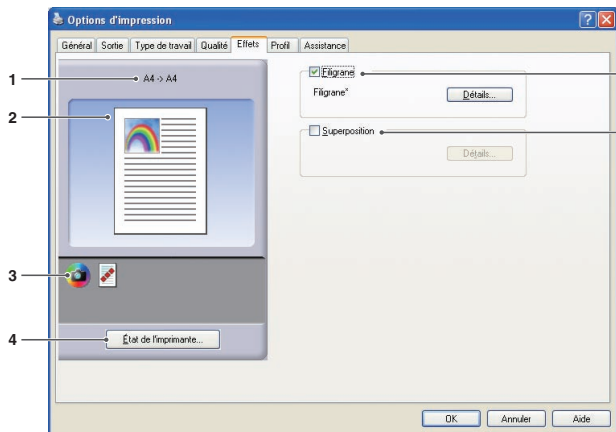 Options d'impression
Général Sortie Type de travail Qualité Effets Profil Assistance
1
A4 -> A4
2
3
4
État de l'imprimante...
Filigrane
Filigrane*
Détails...
Superposition
Détails...
OK Annuler Aide